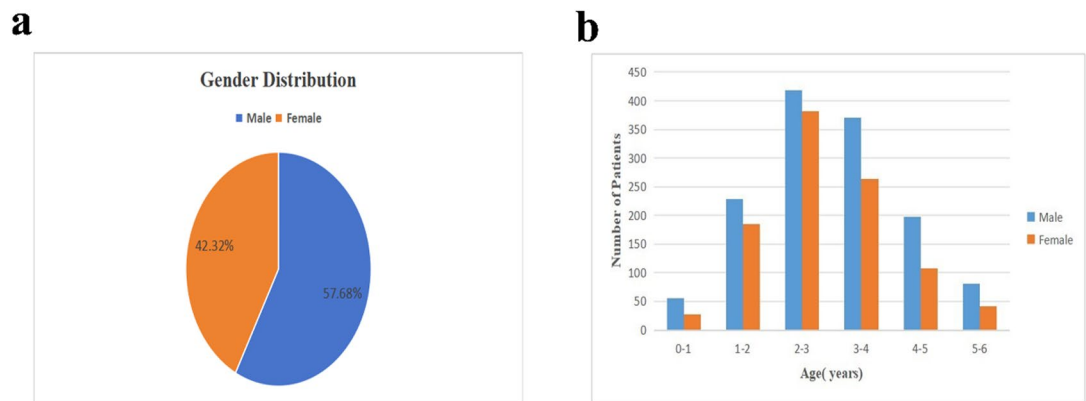 a
Gender Distribution
Male Female
42.32%
57.68%
b
450
400
350
300
250
200
150
100
50
0
Number of Patients
0-1 1-2 2-3 3-4 4-5 5-6
Age( years)
Male
Female